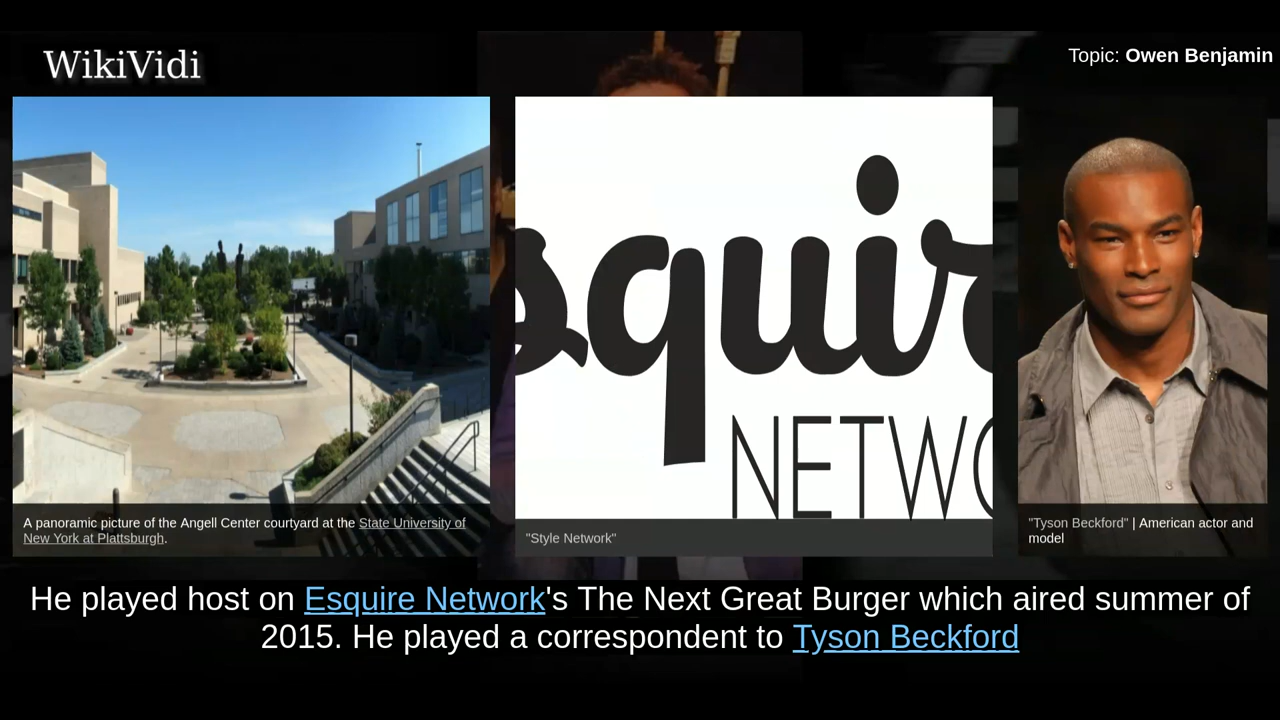 WikiVidi
Topic: Owen Benjamin
squir
NETWO
A panoramic picture of the Angell Center courtyard at the State University of
New York at Plattsburgh.
"Style Network"
"Tyson Beckford" | American actor and
model
He played host on Esquire Network's The Next Great Burger which aired summer of
2015. He played a correspondent to Tyson Beckford